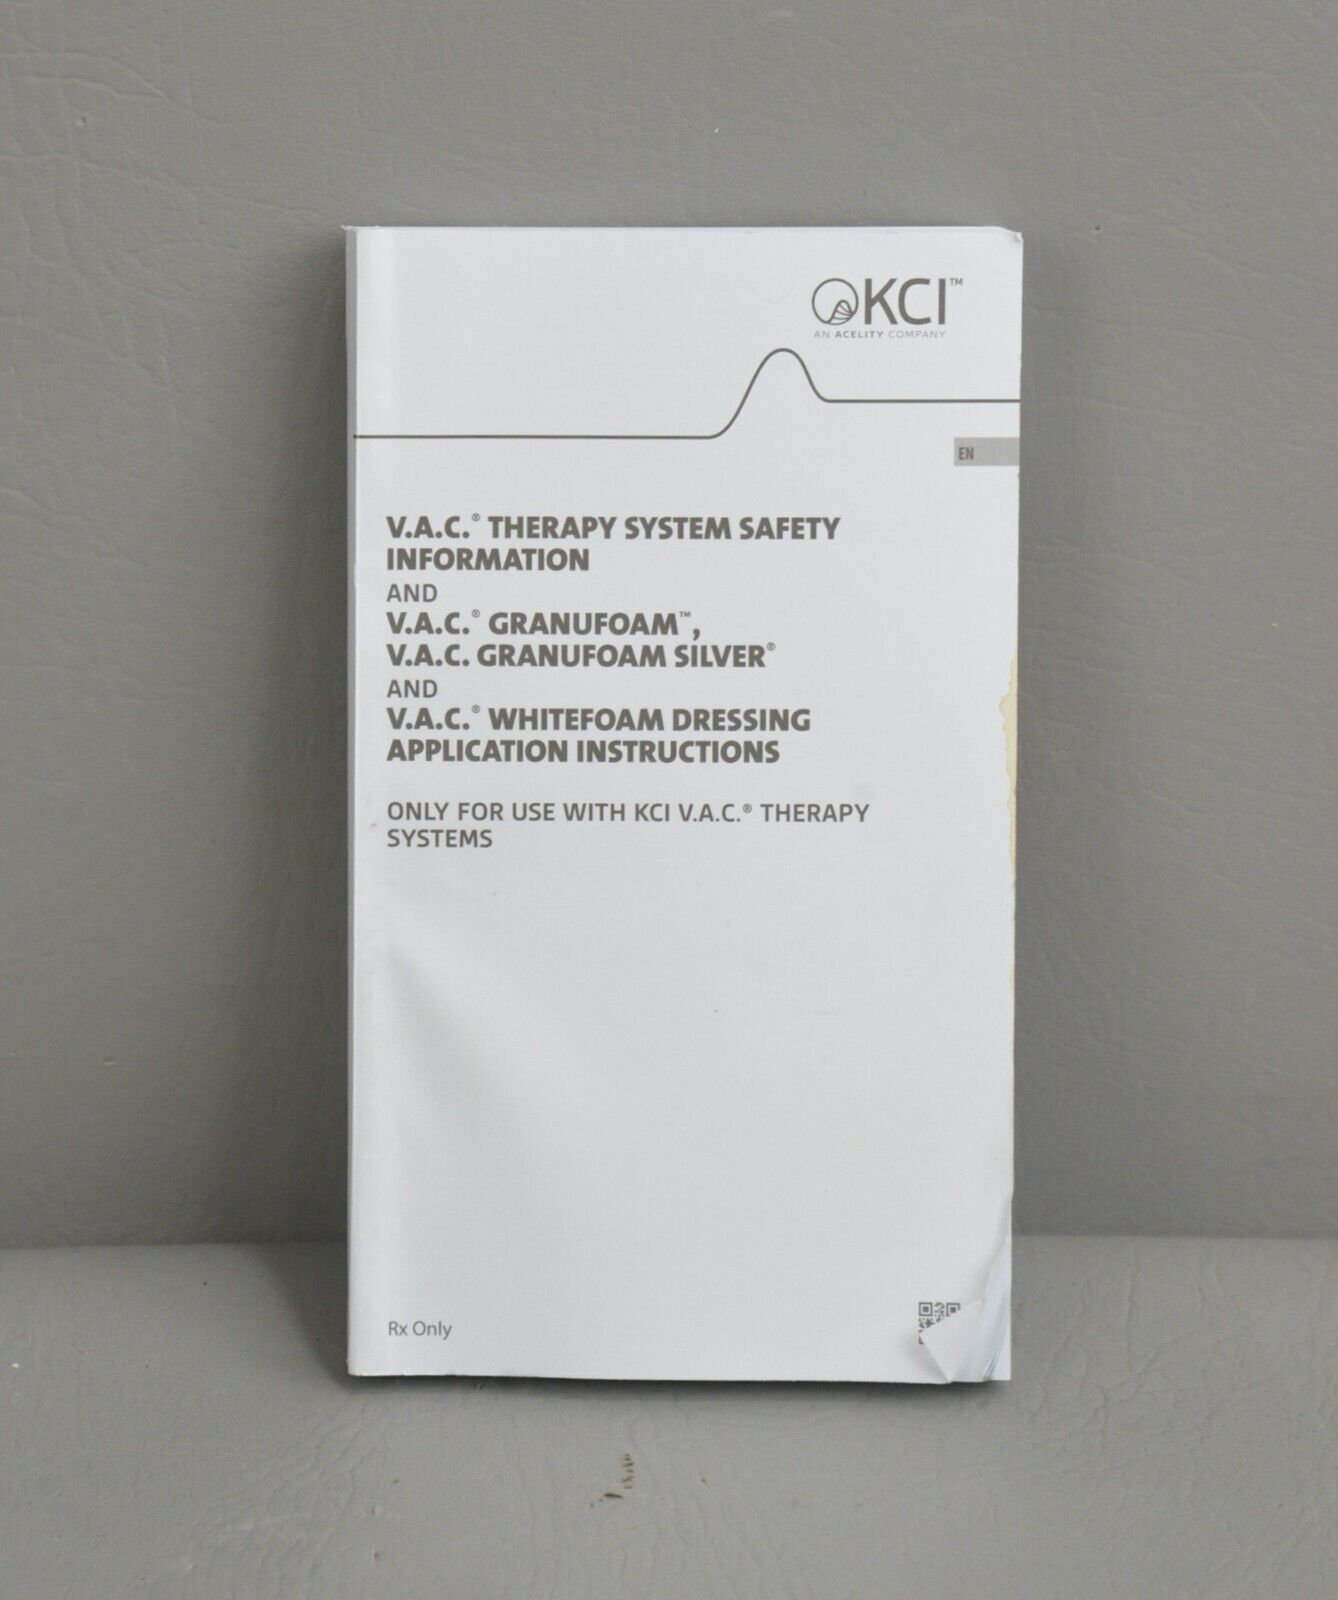 KCI™
AN ACELITY COMPANY
EN
V.A.C.® THERAPY SYSTEM SAFETY
INFORMATION
AND
V.A.C.® GRANUFOAM™,
V.A.C. GRANUFOAM SILVER®
AND
V.A.C.® WHITEFOAM DRESSING
APPLICATION INSTRUCTIONS
ONLY FOR USE WITH KCI V.A.C.® THERAPY
SYSTEMS
Rx Only